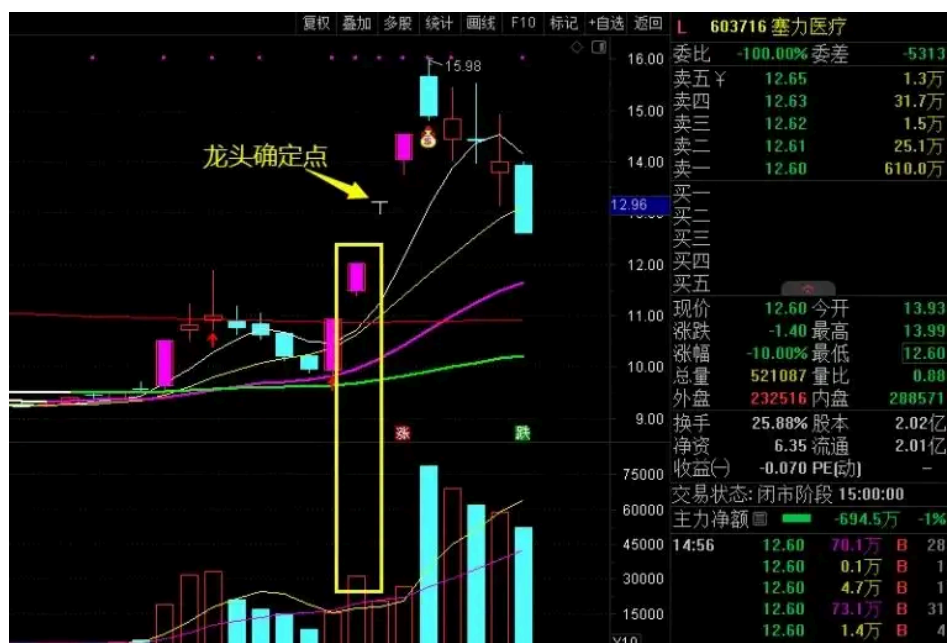 复权 叠加 多股 统计 画线 F10 标记 +自选 返回
L 603716 塞力医疗
委比 -100.00% 委差 -5313
卖五 12.65 1.3万
卖四 12.63 31.7万
卖三 12.62 1.5万
卖二 12.61 25.1万
卖一 12.60 610.0万
买一
买二
买三
买四
买五
现价 12.60 今开 13.93
涨跌 -1.40 最高 13.99
涨幅 -10.00% 最低 12.60
总量 521087 量比 0.88
外盘 232516 内盘 288571
换手 25.88% 股本 2.02亿
净资 6.35 流通 2.01亿
收益(一) -0.070 PE(动) -
交易状态: 闭市阶段 15:00:00
主力净额 -694.5万 -1%
14:56 12.60 70.1万 B 28
12.60 0.1万 B 1
12.60 4.7万 B 1
12.60 73.1万 B 31
12.60 1.4万 B 4
15.98
龙头确定点
16.00
15.00
14.00
12.96
12.00
11.00
10.00
9.00
涨 跌
75000
60000
45000
30000
15000
X10